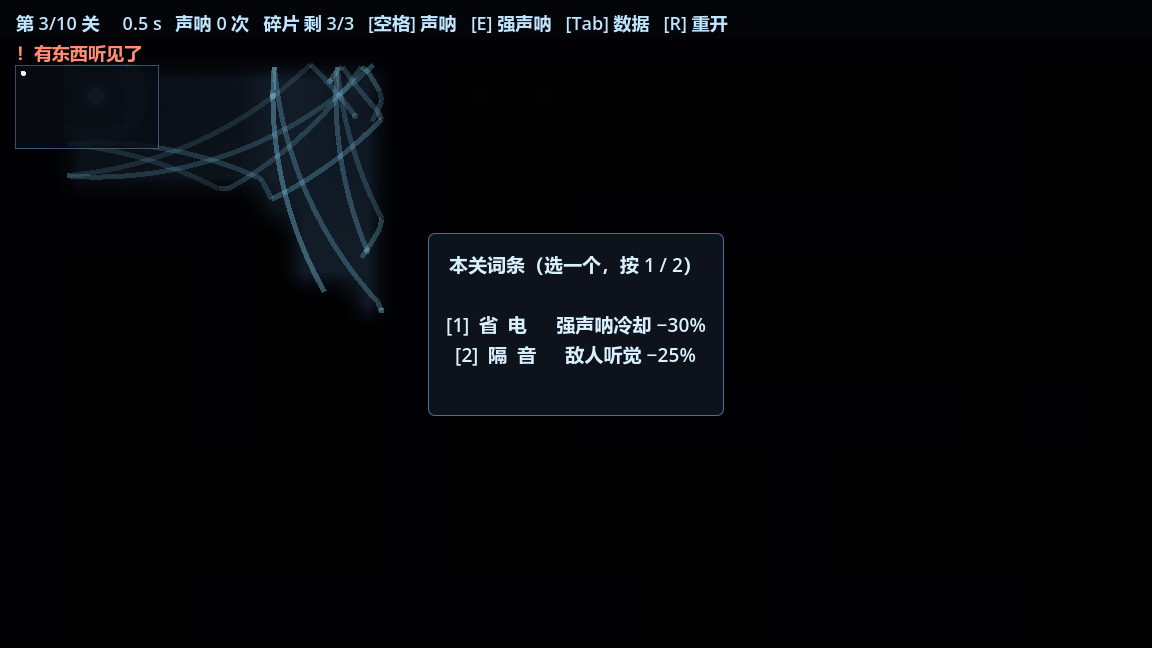 第 3/10 关 0.5 s 声呐 0 次 碎片 剩 3/3 [空格] 声呐 [E] 强声呐 [Tab] 数据 [R] 重开
！有东西听见了
本关词条（选一个，按 1 / 2）
[1] 省 电 强声呐冷却 −30%
[2] 隔 音 敌人听觉 −25%